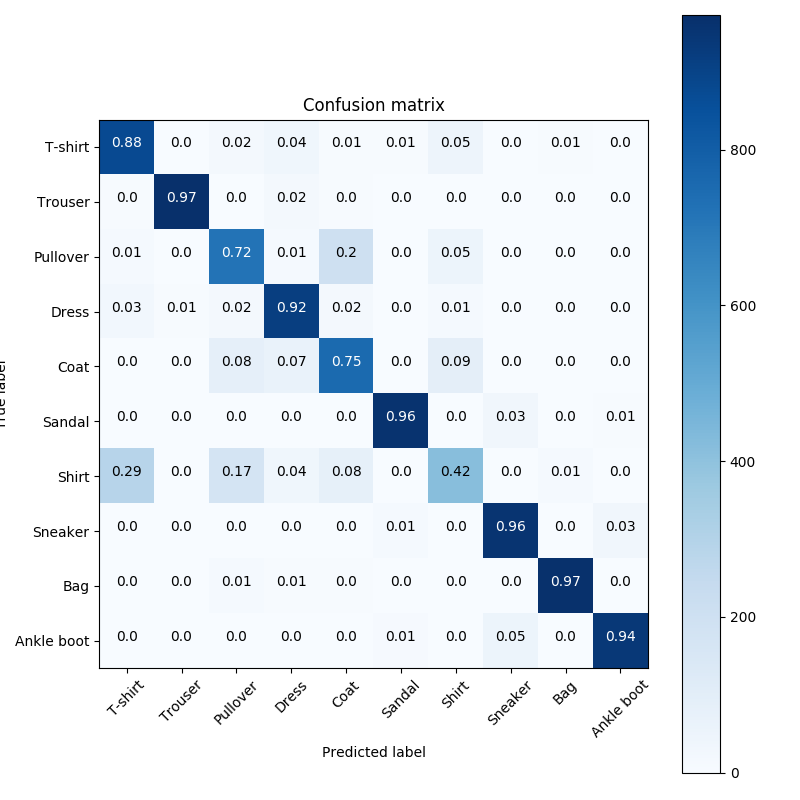 Confusion matrix
T-shirt 0.88 0.0 0.02 0.04 0.01 0.01 0.05 0.0 0.01 0.0
Trouser 0.0 0.97 0.0 0.02 0.0 0.0 0.0 0.0 0.0 0.0
Pullover 0.01 0.0 0.72 0.01 0.2 0.0 0.05 0.0 0.0 0.0
Dress 0.03 0.01 0.02 0.92 0.02 0.0 0.01 0.0 0.0 0.0
Coat 0.0 0.0 0.08 0.07 0.75 0.0 0.09 0.0 0.0 0.0
Sandal 0.0 0.0 0.0 0.0 0.0 0.96 0.0 0.03 0.0 0.01
Shirt 0.29 0.0 0.17 0.04 0.08 0.0 0.42 0.0 0.01 0.0
Sneaker 0.0 0.0 0.0 0.0 0.0 0.01 0.0 0.96 0.0 0.03
Bag 0.0 0.0 0.01 0.01 0.0 0.0 0.0 0.0 0.97 0.0
Ankle boot 0.0 0.0 0.0 0.0 0.0 0.01 0.0 0.05 0.0 0.94
T-shirt Trouser Pullover Dress Coat Sandal Shirt Sneaker Bag Ankle boot
Predicted label
800
600
400
200
0